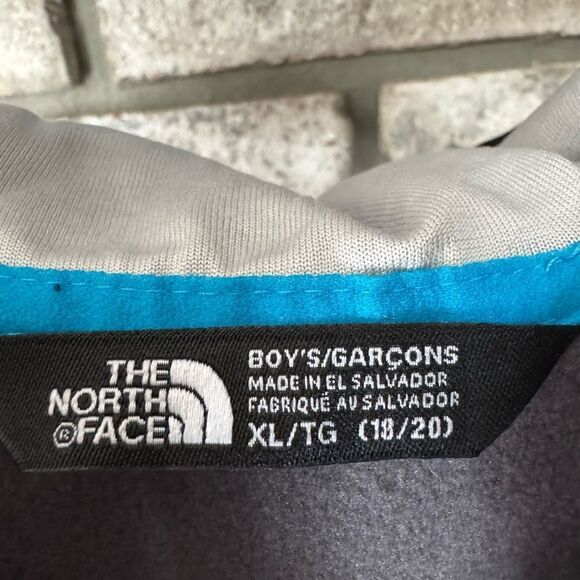 THE
NORTH
®FACE
BOY'S/GARÇONS
MADE IN EL SALVADOR
FABRIQUÉ AU SALVADOR
XL/TG (18/20)